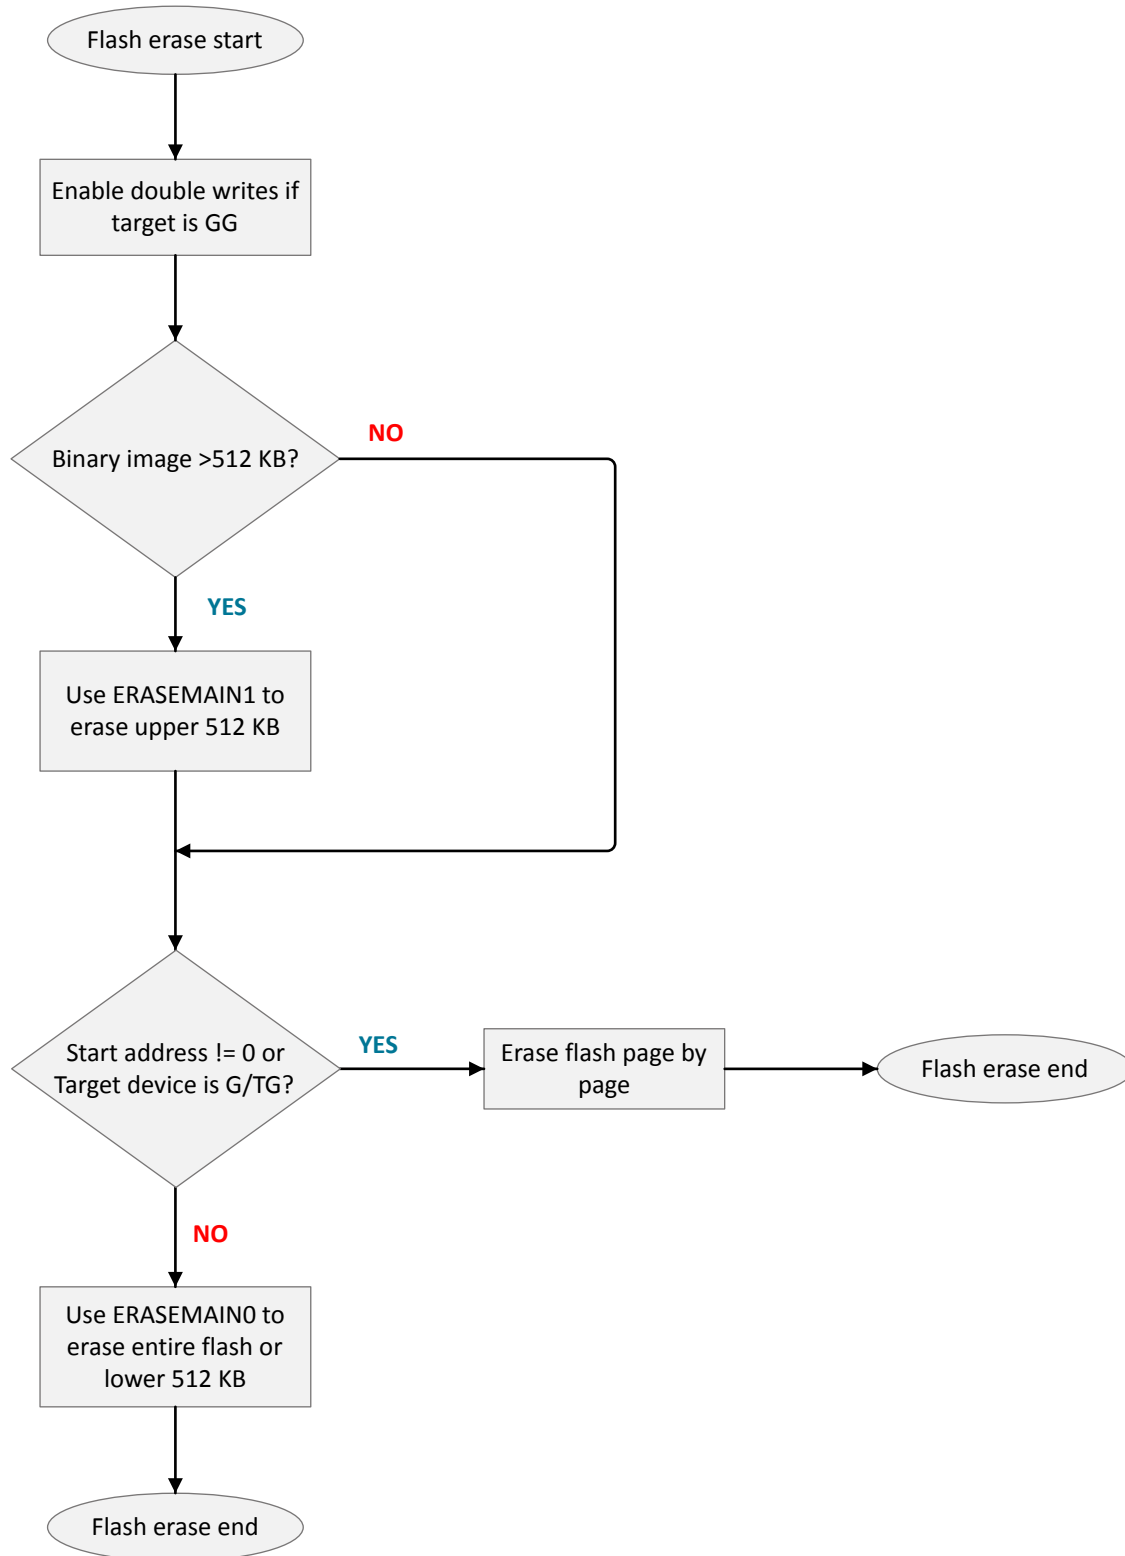 Flash erase start
Enable double writes if
target is GG
Binary image >512 KB?
NO
YES
Use ERASEMAIN1 to
erase upper 512 KB
Start address != 0 or
Target device is G/TG?
YES
Erase flash page by
page
Flash erase end
NO
Use ERASEMAIN0 to
erase entire flash or
lower 512 KB
Flash erase end